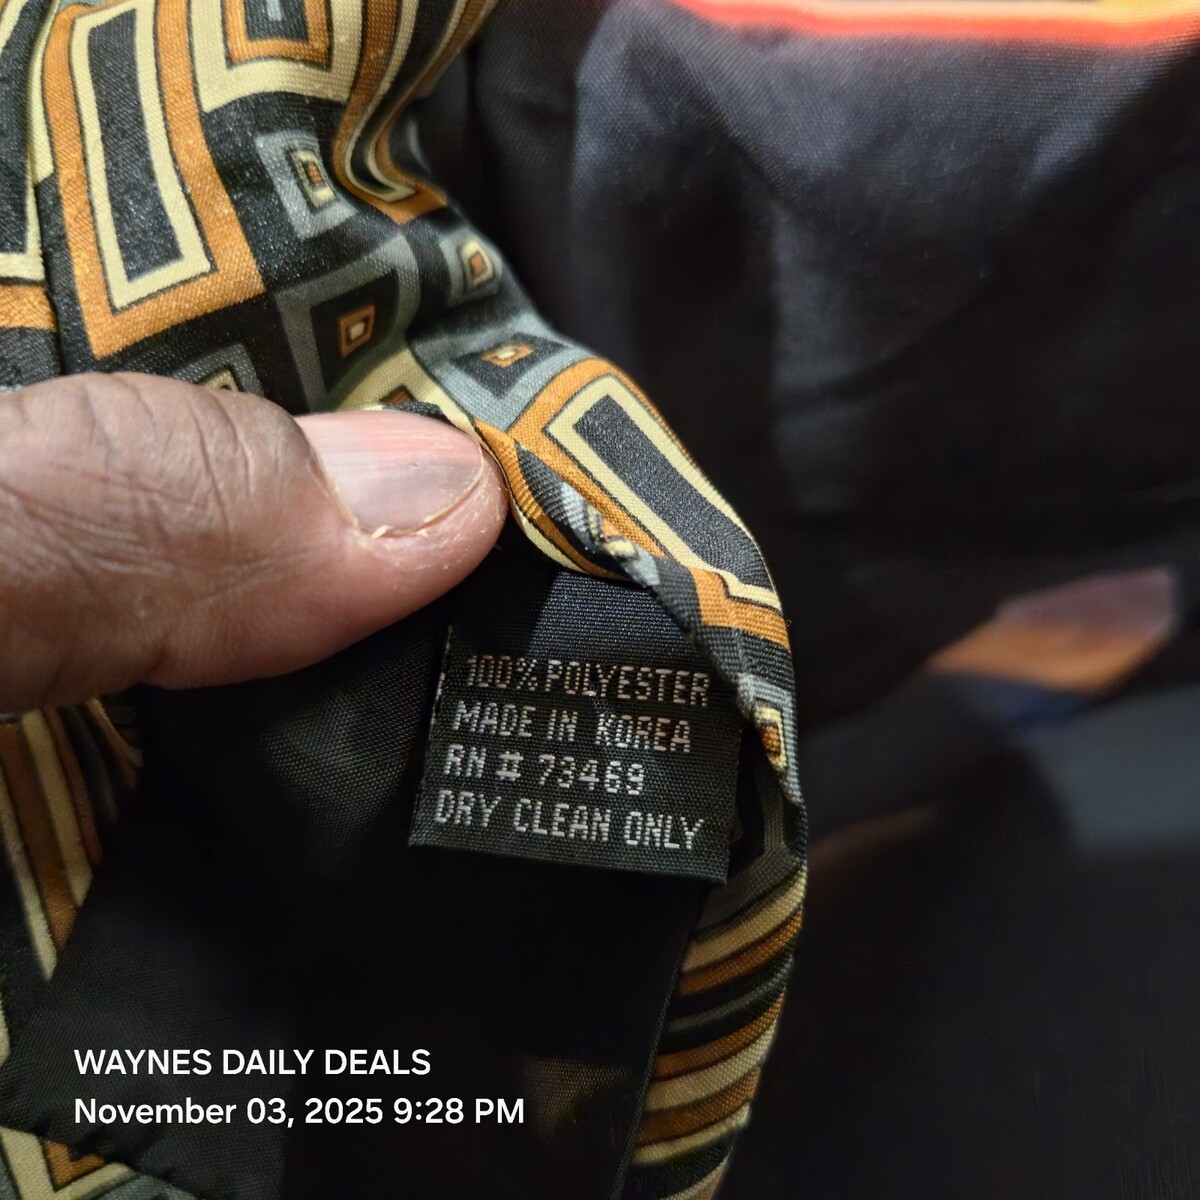 100% POLYESTER
MADE IN KOREA
RN # 73469
DRY CLEAN ONLY
WAYNES DAILY DEALS
November 03, 2025 9:28 PM